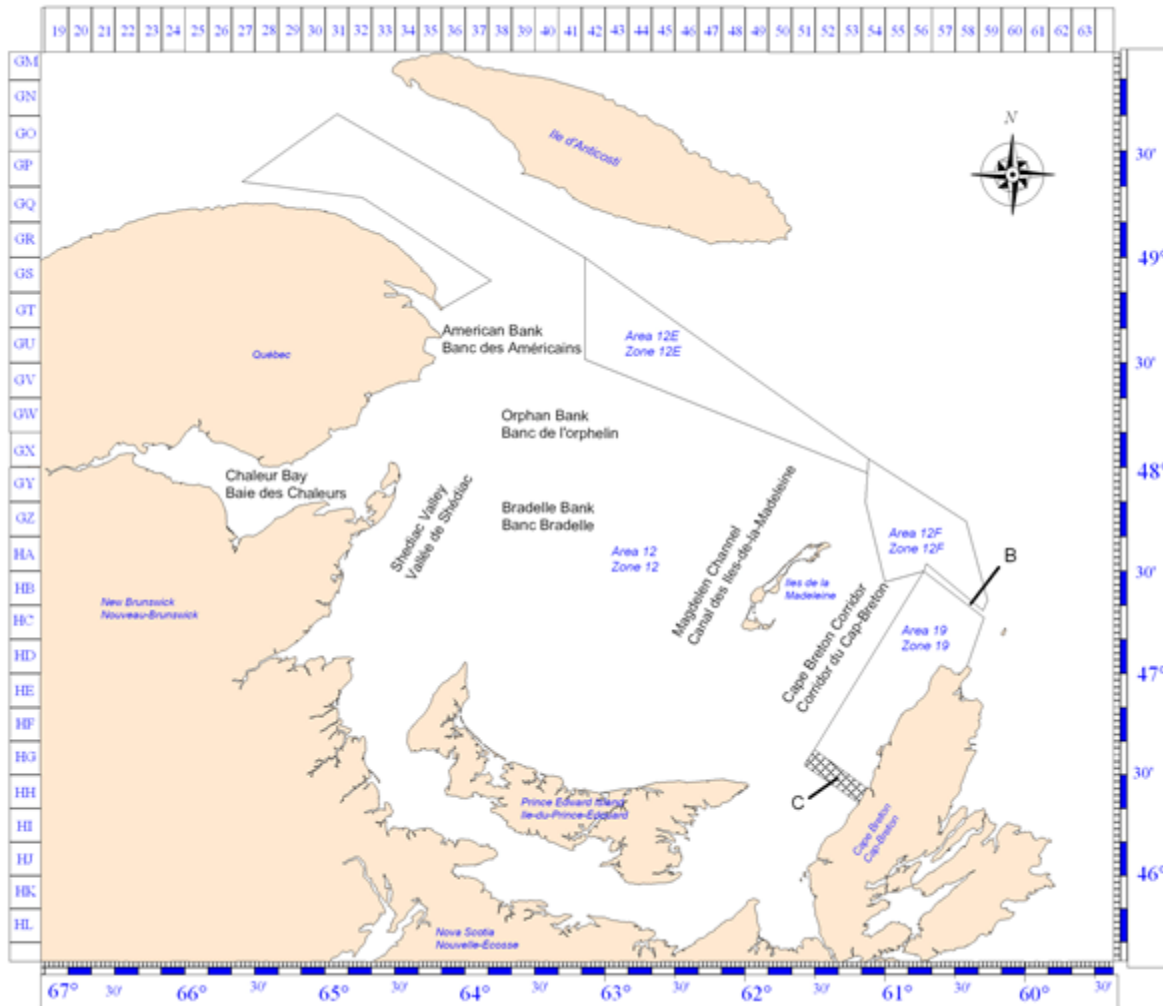 19 20 21 22 23 24 25 26 27 28 29 30 31 32 33 34 35 36 37 38 39 40 41 42 43 44 45 46 47 48 49 50 51 52 53 54 55 56 57 58 59 60 61 62 63
GM
GN
GO
GP
GQ
GR
GS
GT
GU
GV
GW
GX
GY
GZ
HA
HB
HC
HD
HE
HF
HG
HH
HI
HJ
HK
HL
N
Ile d'Anticosti
30'
49°
American Bank
Banc des Américains
Area 12E
Zone 12E
Québec
30'
Orphan Bank
Banc de l'orphelin
48°
Chaleur Bay
Baie des Chaleurs
Shediac Valley
Vallée de Shédiac
Bradelle Bank
Banc Bradelle
Magdelen Channel
Canal des Iles-de-la-Madeleine
Area 12F
Zone 12F
Area 12
Zone 12
B
30'
Iles de la
Madeleine
New Brunswick
Nouveau-Brunswick
Cape Breton Corridor
Corridor du Cap-Breton
Area 19
Zone 19
47°
30'
C
Prince Edward Island
Ile-du-Prince-Edouard
Cape Breton
Cap-Breton
46°
Nova Scotia
Nouvelle-Ecosse
67° 30' 66° 30' 65° 30' 64° 30' 63° 30' 62° 30' 61° 30' 60°